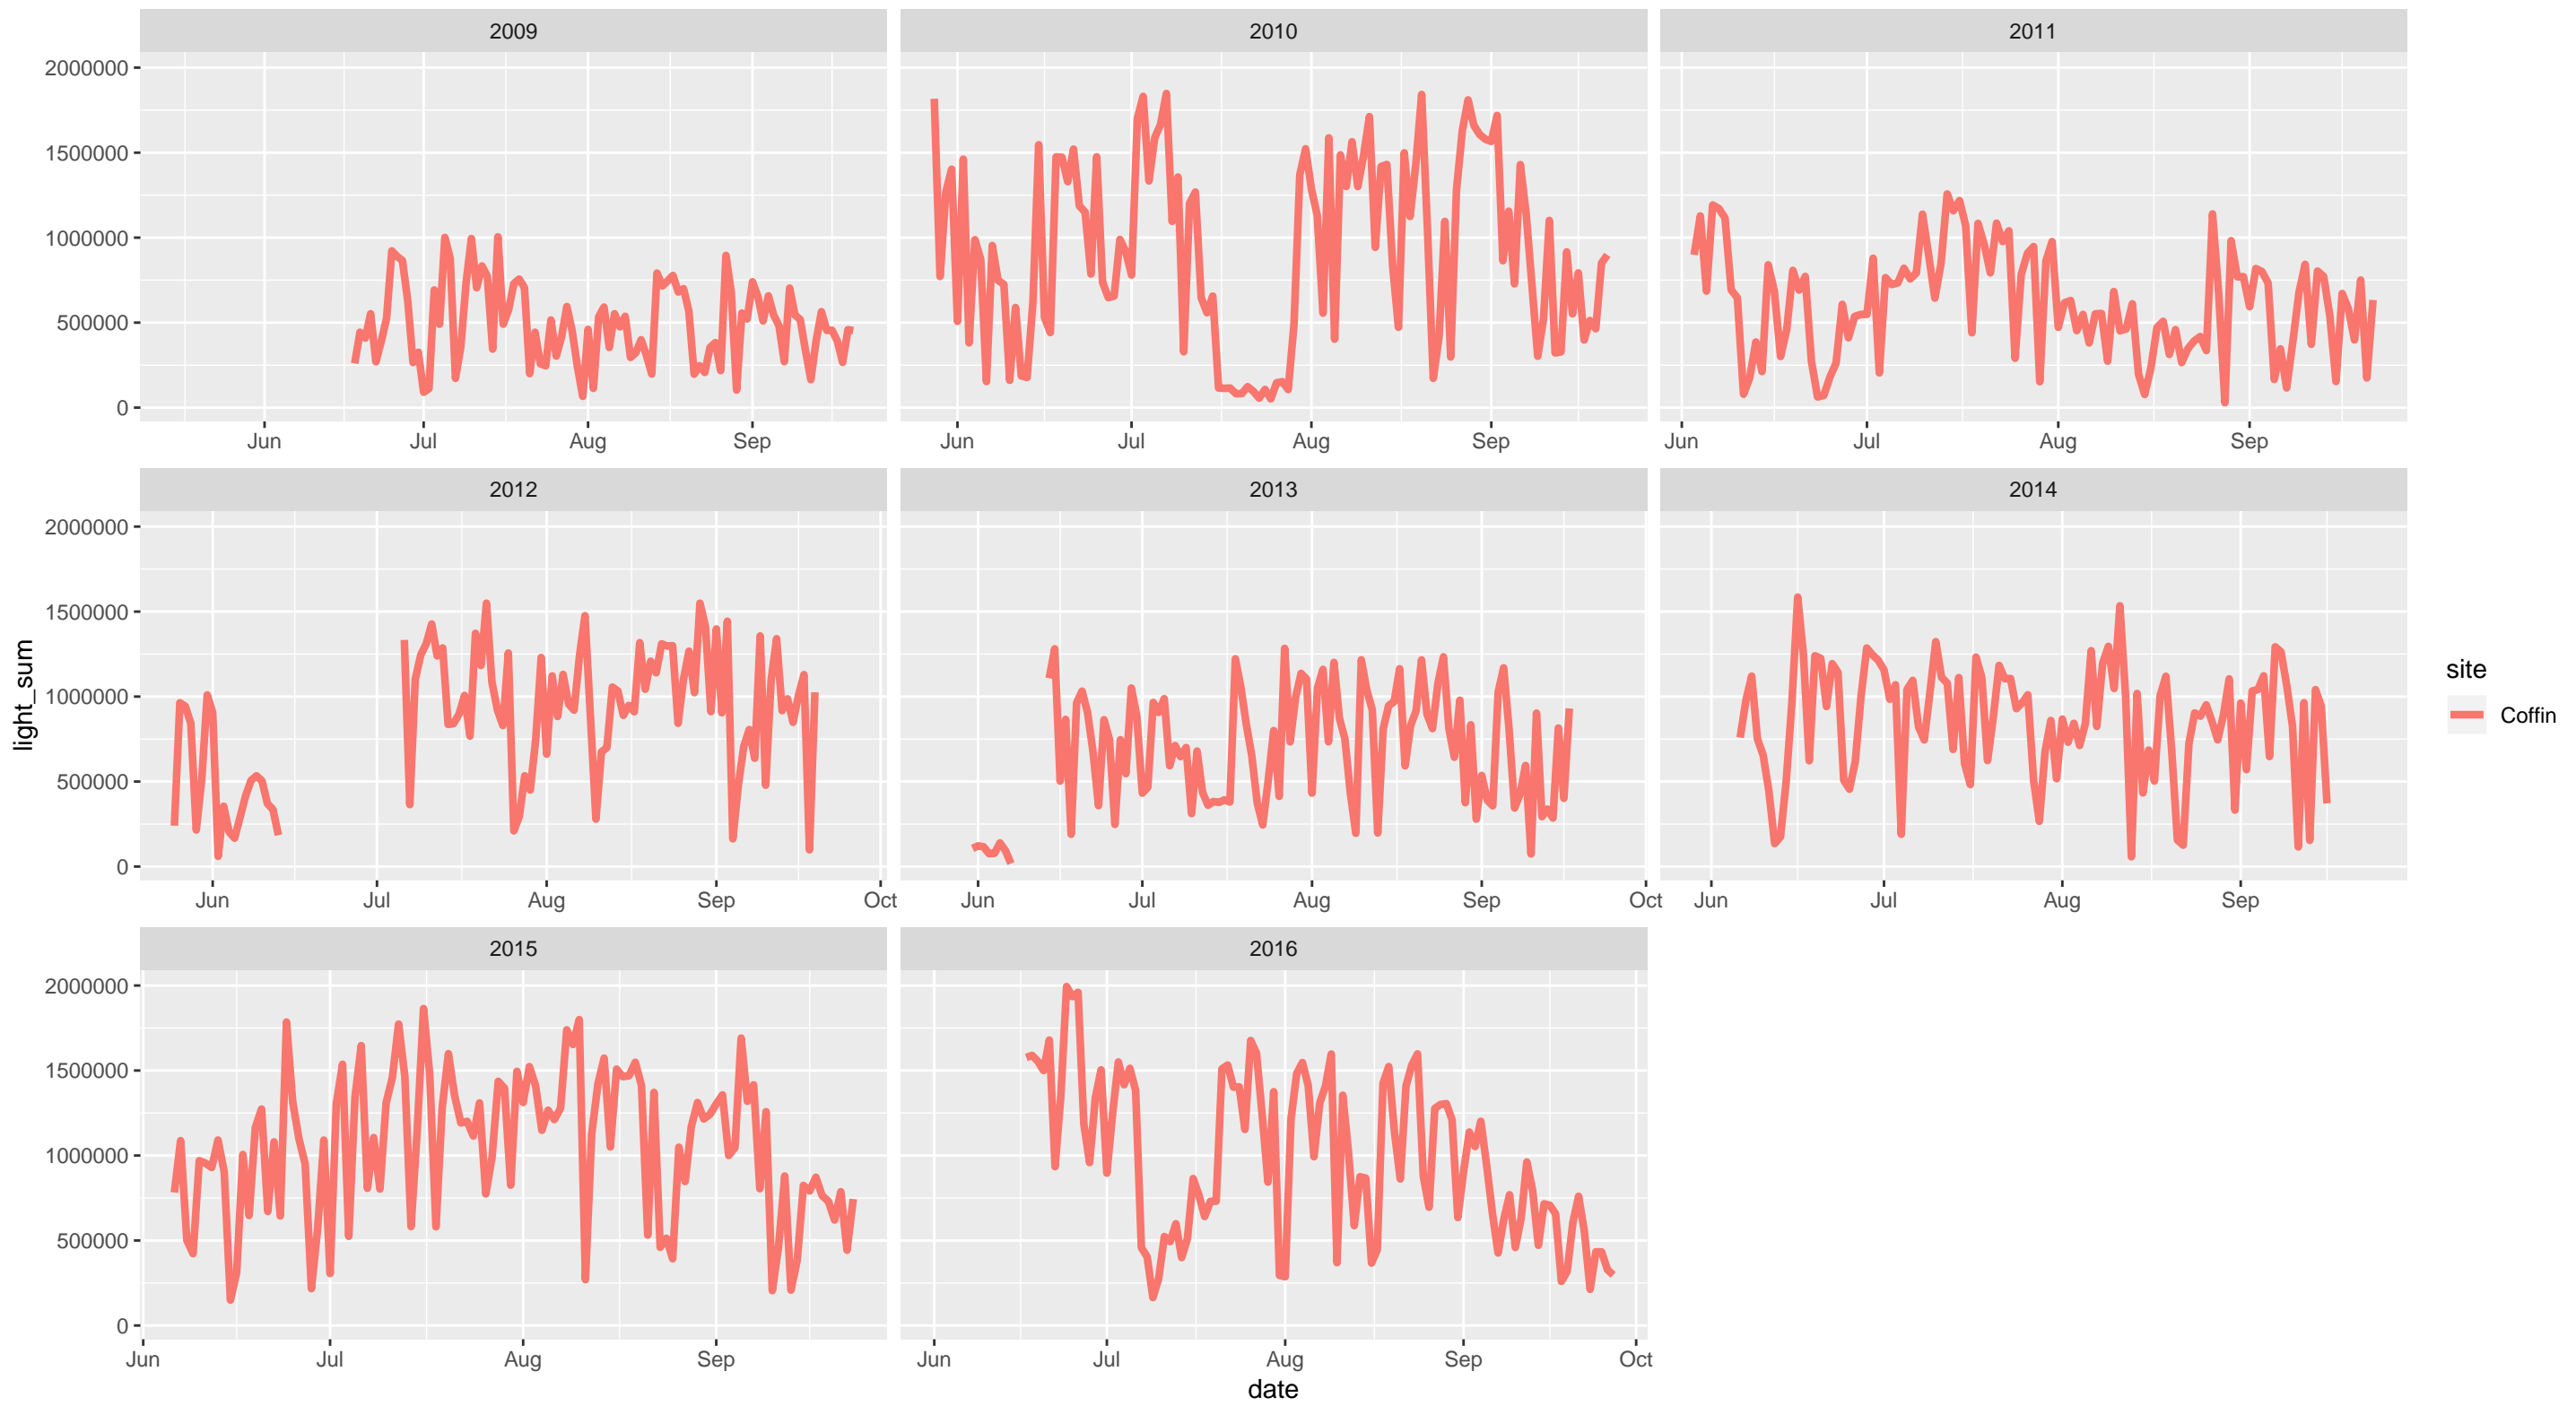 2009 2010 2011
2000000
1500000
1000000
500000
0
Jun Jul Aug Sep Jun Jul Aug Sep Jun Jul Aug Sep
2012 2013 2014
2000000
1500000
1000000
500000
0
Jun Jul Aug Sep Oct Jun Jul Aug Sep Oct Jun Jul Aug Sep
2015 2016
2000000
1500000
1000000
500000
0
Jun Jul Aug Sep Jun Jul Aug Sep Oct
date
light_sum
site
Coffin